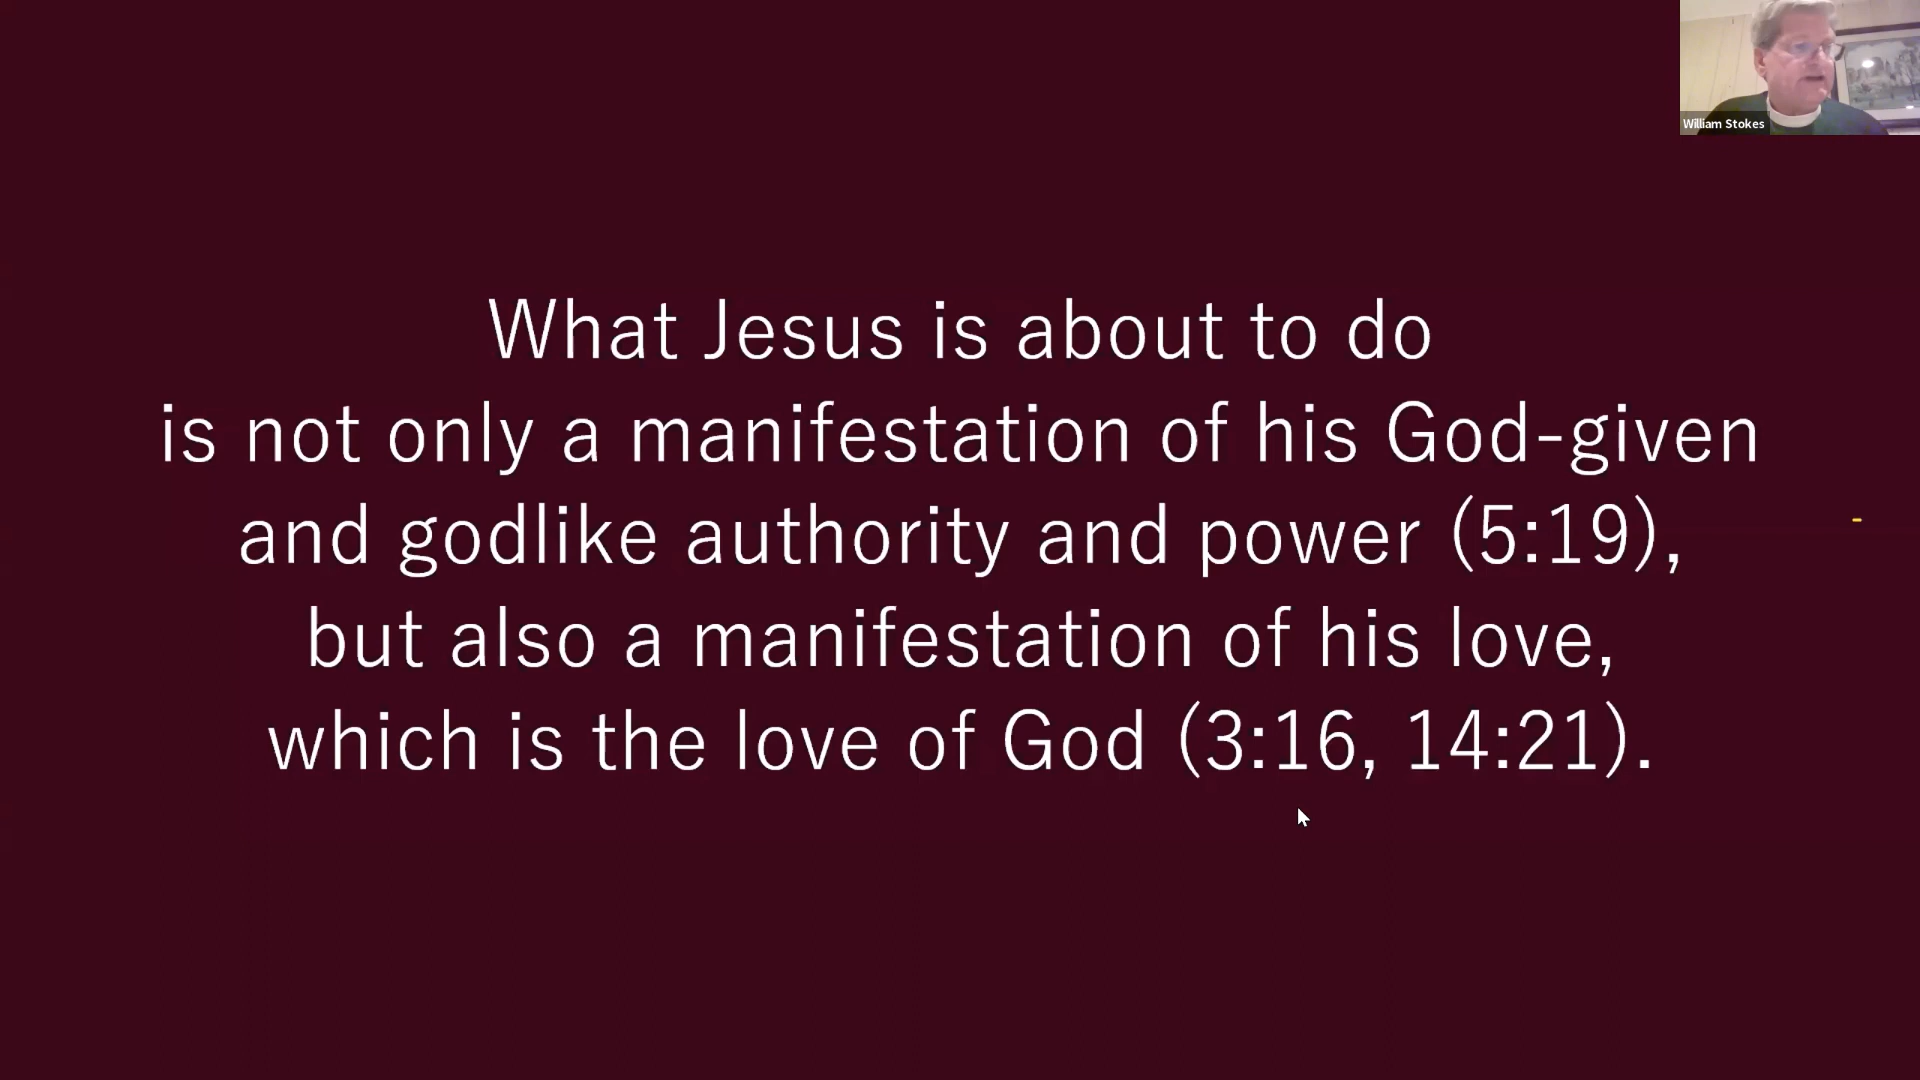 William Stokes
What Jesus is about to do
is not only a manifestation of his God-given
and godlike authority and power (5:19),
but also a manifestation of his love,
which is the love of God (3:16, 14:21).